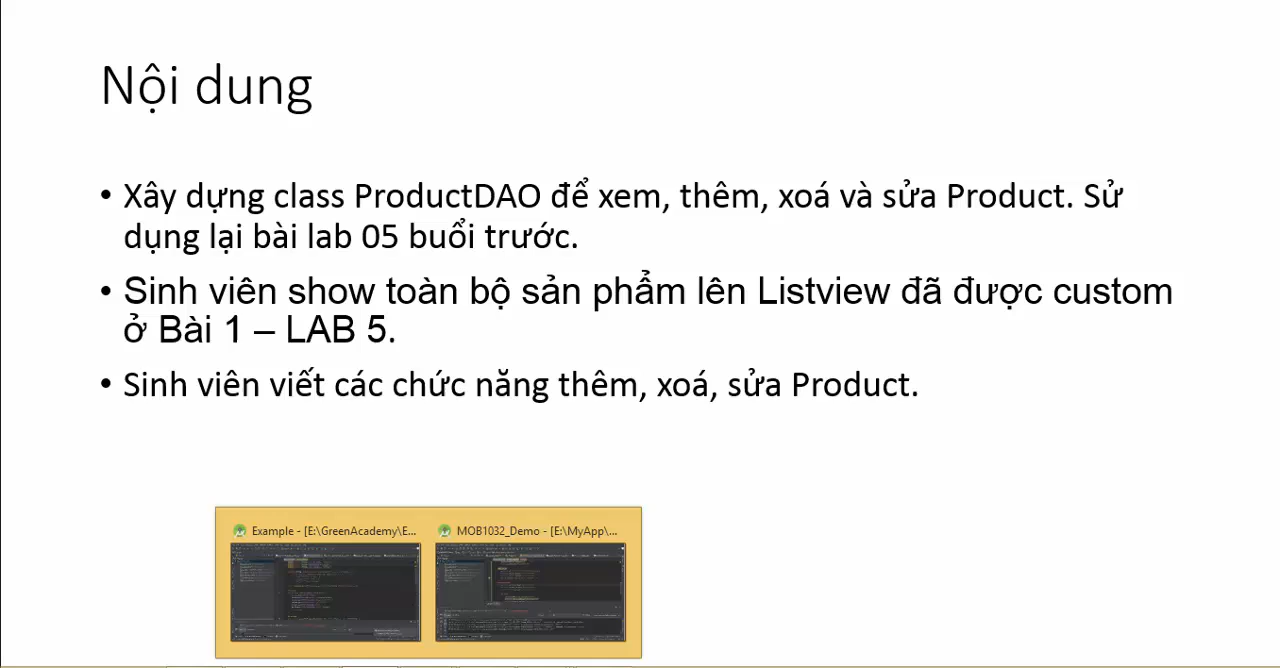 Nội dung
• Xây dựng class ProductDAO để xem, thêm, xoá và sửa Product. Sử
dụng lại bài lab 05 buổi trước.
• Sinh viên show toàn bộ sản phẩm lên Listview đã được custom
ở Bài 1 – LAB 5.
• Sinh viên viết các chức năng thêm, xoá, sửa Product.
Example - [E:\GreenAcademy\E... MOB1032_Demo - [E:\MyApp\...